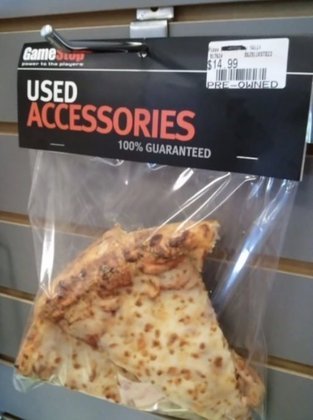 GameStop
power to the players
$14.99
PRE-OWNED
USED
ACCESSORIES
100% GUARANTEED